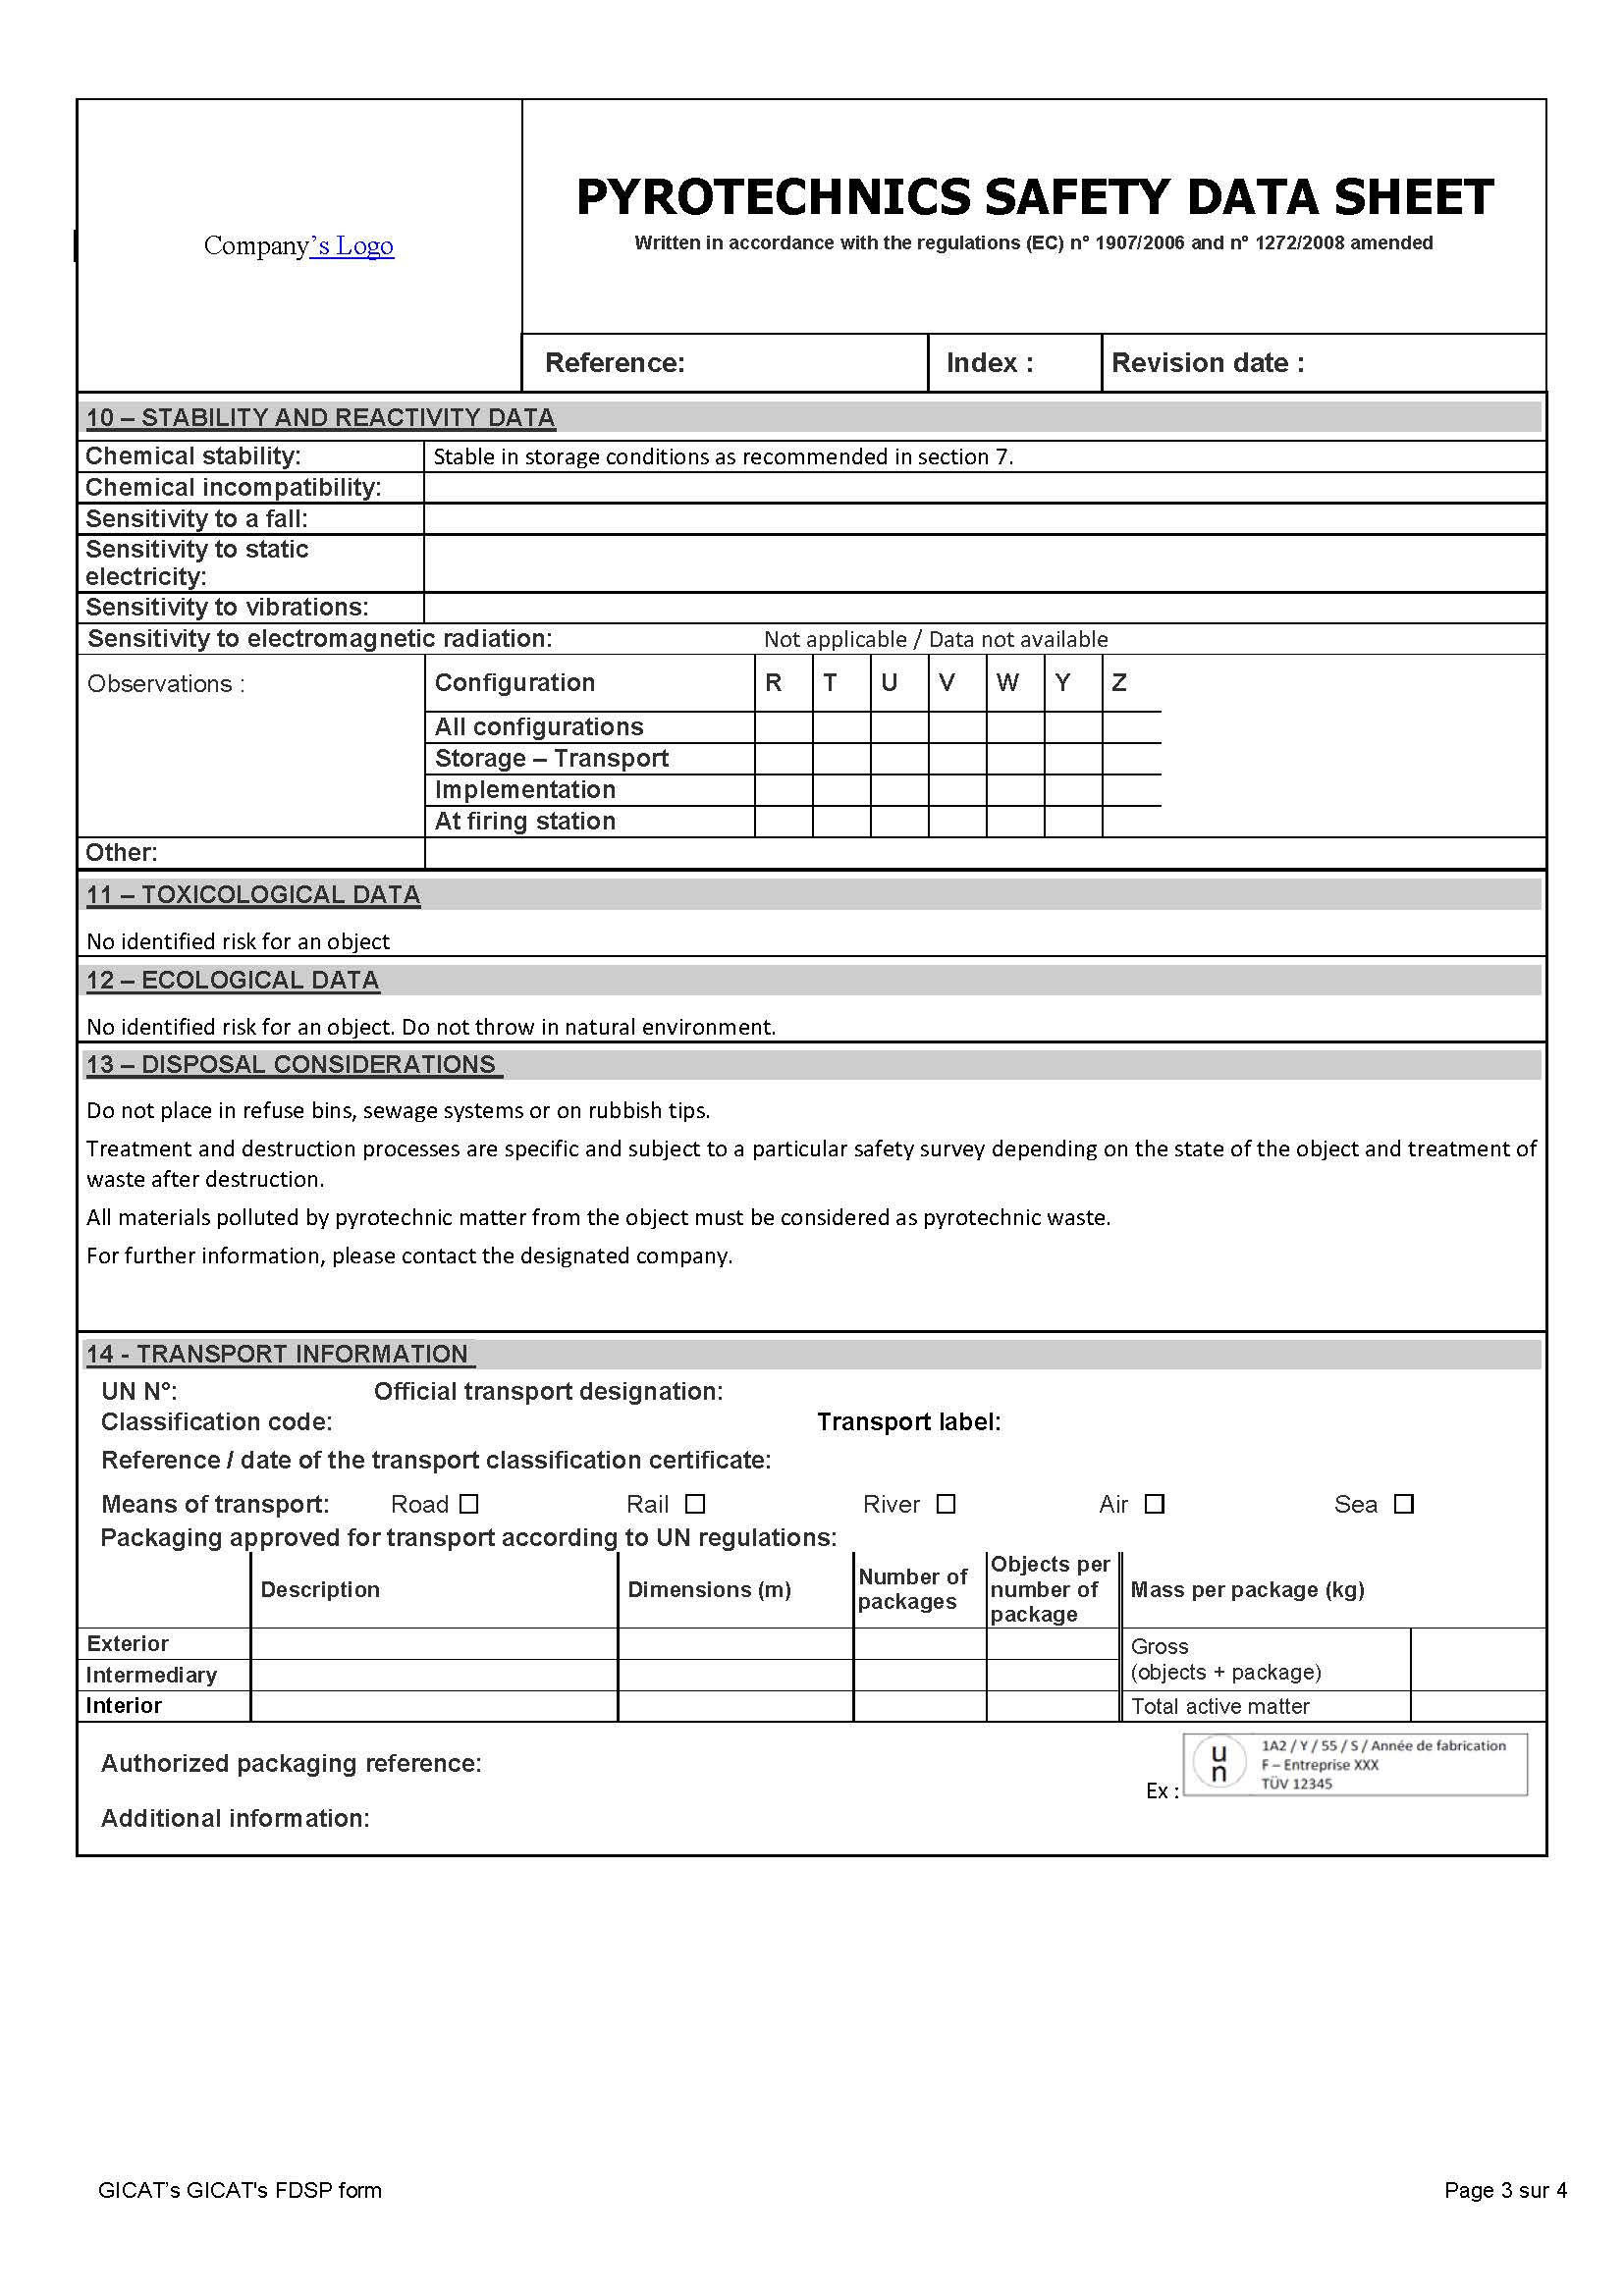 Company's Logo
PYROTECHNICS SAFETY DATA SHEET
Written in accordance with the regulations (EC) n° 1907/2006 and n° 1272/2008 amended
Reference:
Index :
Revision date :
10 – STABILITY AND REACTIVITY DATA
Chemical stability:
Stable in storage conditions as recommended in section 7.
Chemical incompatibility:
Sensitivity to a fall:
Sensitivity to static
electricity:
Sensitivity to vibrations:
Sensitivity to electromagnetic radiation:
Not applicable / Data not available
Observations :
Configuration R T U V W Y Z
All configurations
Storage – Transport
Implementation
At firing station
Other:
11 – TOXICOLOGICAL DATA
No identified risk for an object
12 – ECOLOGICAL DATA
No identified risk for an object. Do not throw in natural environment.
13 – DISPOSAL CONSIDERATIONS
Do not place in refuse bins, sewage systems or on rubbish tips.
Treatment and destruction processes are specific and subject to a particular safety survey depending on the state of the object and treatment of
waste after destruction.
All materials polluted by pyrotechnic matter from the object must be considered as pyrotechnic waste.
For further information, please contact the designated company.
14 - TRANSPORT INFORMATION
UN N°:
Official transport designation:
Classification code:
Transport label:
Reference / date of the transport classification certificate:
Means of transport: Road ☐ Rail ☐ River ☐ Air ☐ Sea ☐
Packaging approved for transport according to UN regulations:
Description
Dimensions (m)
Number of
packages
Objects per
number of
package
Mass per package (kg)
Exterior
Intermediary
Interior
Gross
(objects + package)
Total active matter
Authorized packaging reference:
Ex :
u
n
1A2 / Y / 55 / S / Année de fabrication
F – Entreprise XXX
TÜV 12345
Additional information:
GICAT's GICAT's FDSP form
Page 3 sur 4